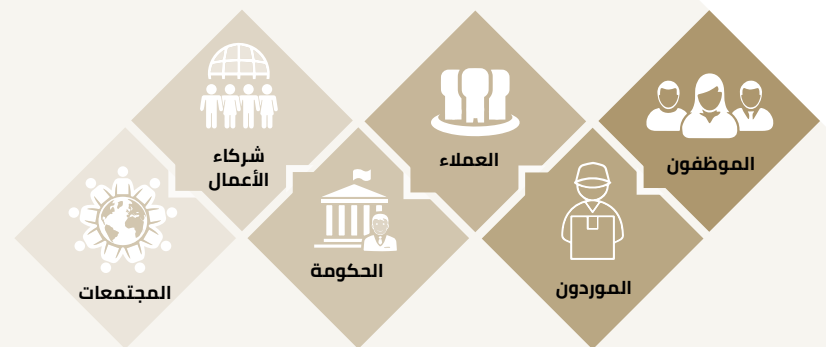 الموظفون
الموردون
العملاء
الحكومة
شركاء
الأعمال
المجتمعات